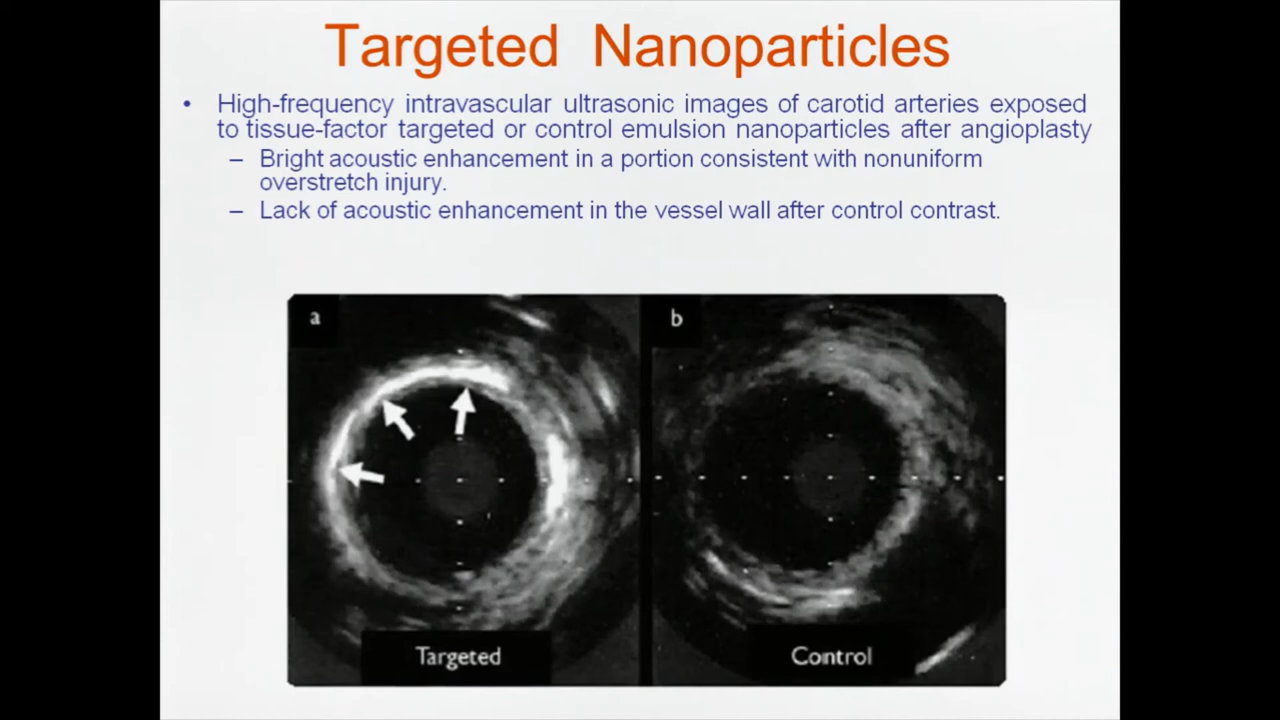 Targeted Nanoparticles
• High-frequency intravascular ultrasonic images of carotid arteries exposed
to tissue-factor targeted or control emulsion nanoparticles after angioplasty
– Bright acoustic enhancement in a portion consistent with nonuniform
overstretch injury.
– Lack of acoustic enhancement in the vessel wall after control contrast.
a
b
Targeted
Control